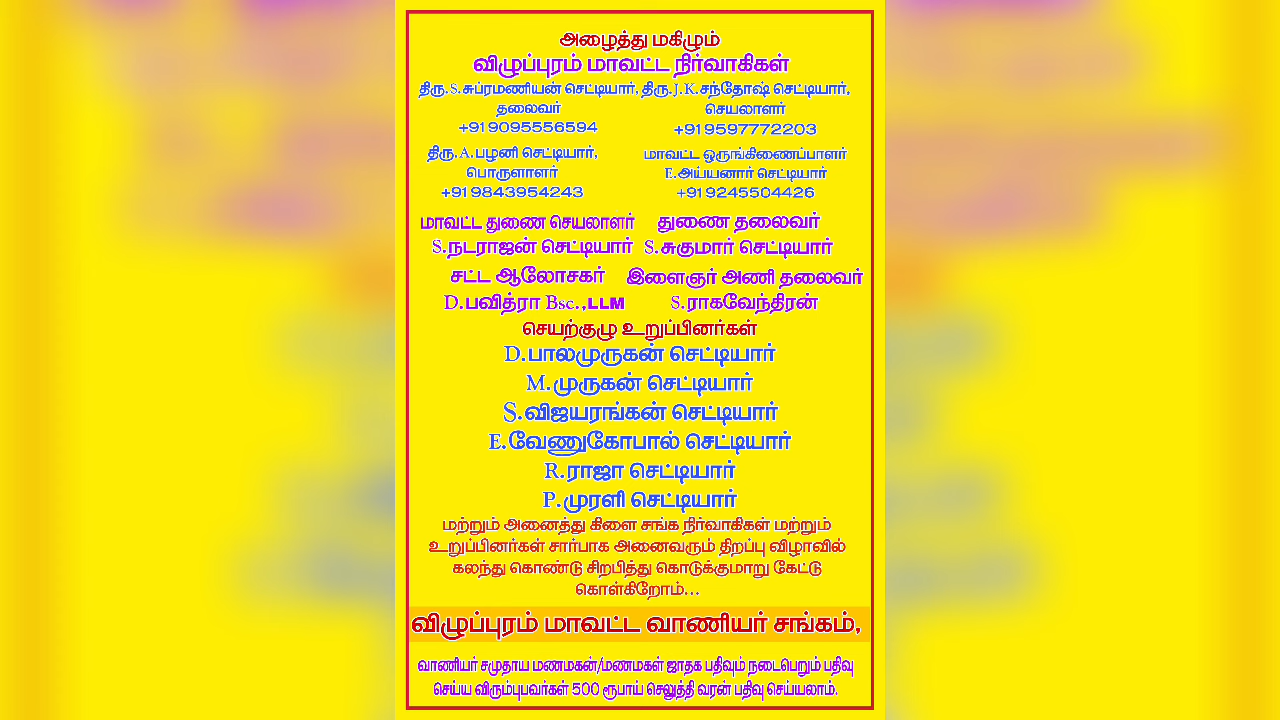 அழைத்து மகிழும்
விழுப்புரம் மாவட்ட நிர்வாகிகள்
திரு.S.சுப்ரமணியன் செட்டியார், திரு.J.K.சந்தோஷ் செட்டியார்,
தலைவர் செயலாளர்
+919095556594 +919597772203
திரு.A.பழனி செட்டியார், மாவட்ட ஒருங்கிணைப்பாளர்
பொருளாளர் E.அய்யனார் செட்டியார்
+919843954243 +919245504426
மாவட்ட துணை செயலாளர் துணை தலைவர்
S.நடராஜன் செட்டியார் S.சுகுமார் செட்டியார்
சட்ட ஆலோசகர் இளைஞர் அணி தலைவர்
D.பவித்ரா Bsc.,LLM S.ராகவேந்திரன்
செயற்குழு உறுப்பினர்கள்
D.பாலமுருகன் செட்டியார்
M.முருகன் செட்டியார்
S.விஜயரங்கன் செட்டியார்
E.வேணுகோபால் செட்டியார்
R.ராஜா செட்டியார்
P.முரளி செட்டியார்
மற்றும் அனைத்து கிளை சங்க நிர்வாகிகள் மற்றும்
உறுப்பினர்கள் சார்பாக அனைவரும் திறப்பு விழாவில்
கலந்து கொண்டு சிறபித்து கொடுக்குமாறு கேட்டு
கொள்கிறோம்...
விழுப்புரம் மாவட்ட வாணியர் சங்கம்,
வாணியர் சமுதாய மணமகன்/மணமகள் ஜாதக பதிவும் நடைபெறும் பதிவு
செய்ய விரும்புபவர்கள் 500 ரூபாய் செலுத்தி வரன் பதிவு செய்யலாம்.